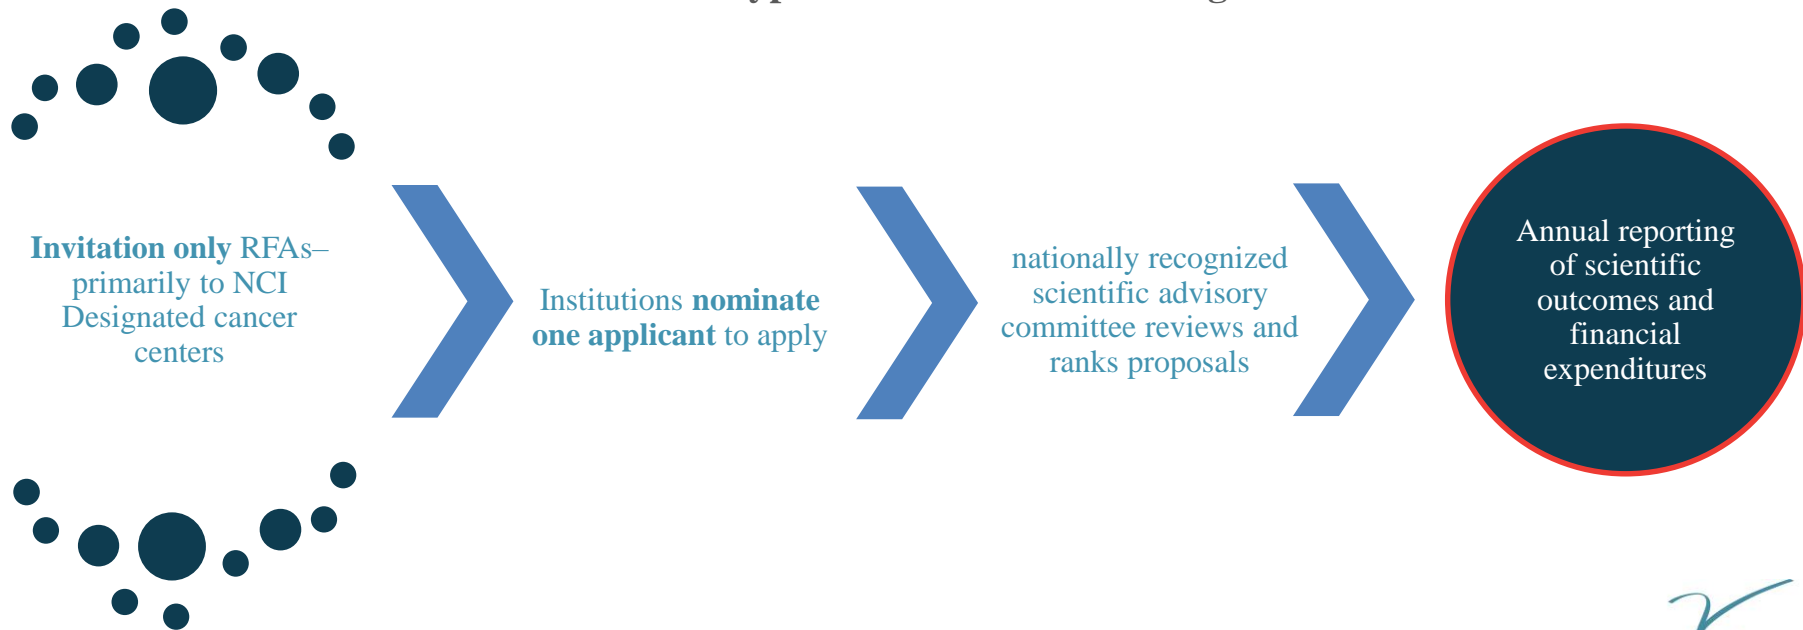 Invitation only RFAs–
primarily to NCI
Designated cancer
centers
Institutions nominate
one applicant to apply
nationally recognized
scientific advisory
committee reviews and
ranks proposals
Annual reporting
of scientific
outcomes and
financial
expenditures